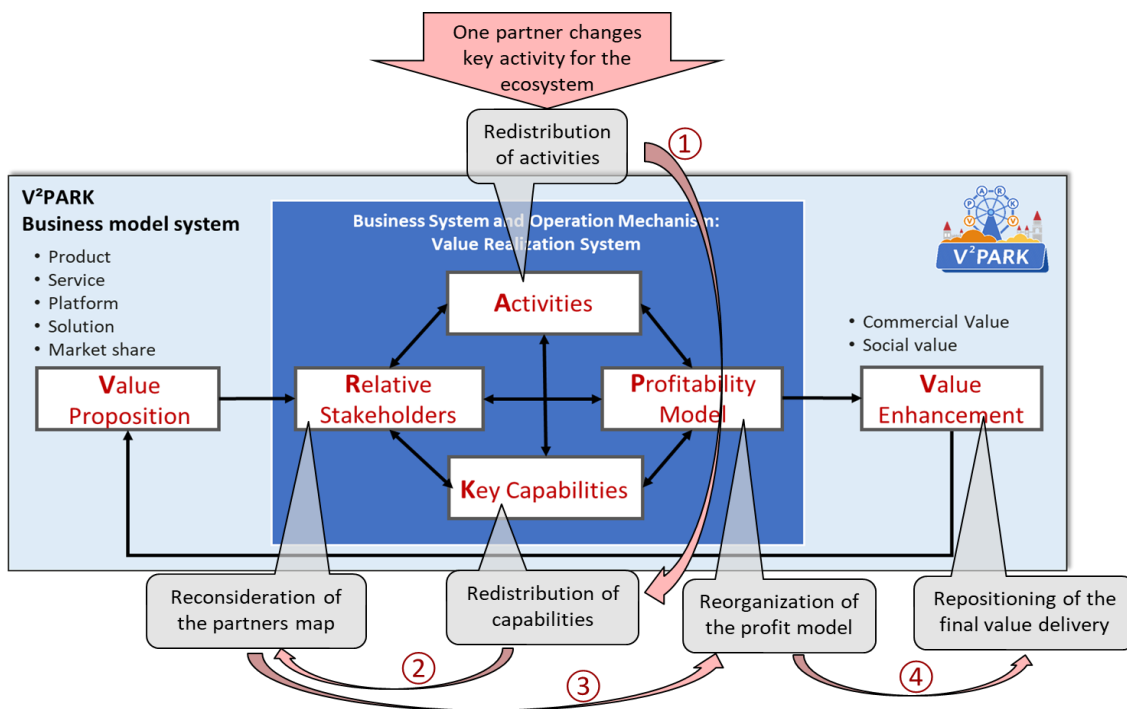 One partner changes
key activity for the
ecosystem
Redistribution
of activities
①
V²PARK
Business model system
• Product
• Service
• Platform
• Solution
• Market share
Business System and Operation Mechanism:
Value Realization System
P A R K
V V
V²PARK
Activities
• Commercial Value
• Social value
Value
Proposition
Relative
Stakeholders
Profitability
Model
Value
Enhancement
Key Capabilities
Reconsideration of
the partners map
Redistribution of
capabilities
Reorganization of
the profit model
Repositioning of the
final value delivery
②
③
④